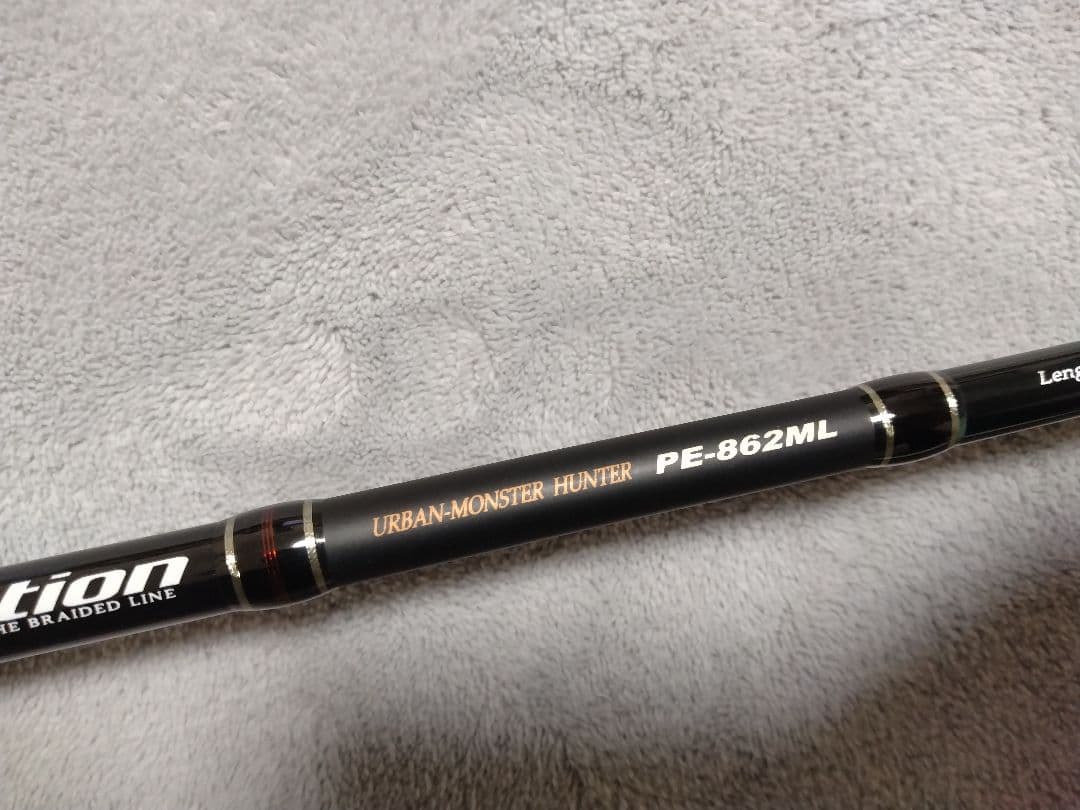 tion
HE BRAIDED LINE
URBAN-MONSTER HUNTER PE-862ML
Leng